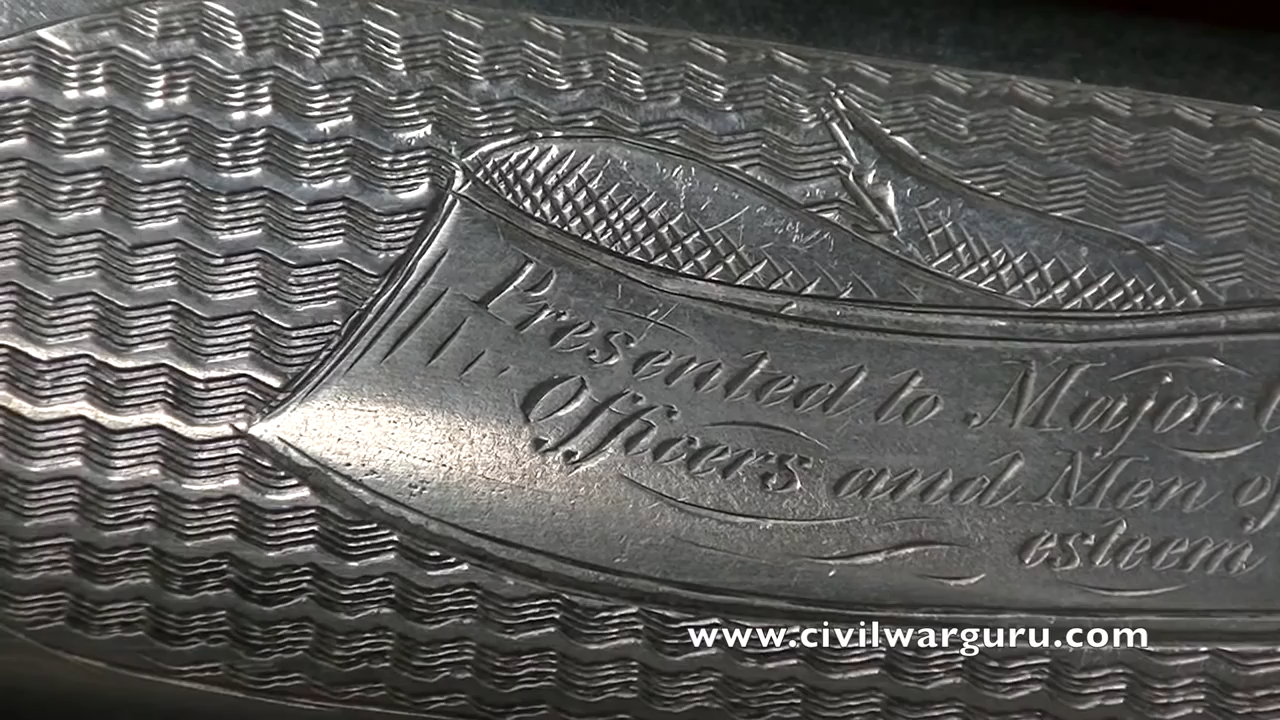 Presented to Major
Officers and Men of
esteem
www.civilwarguru.com